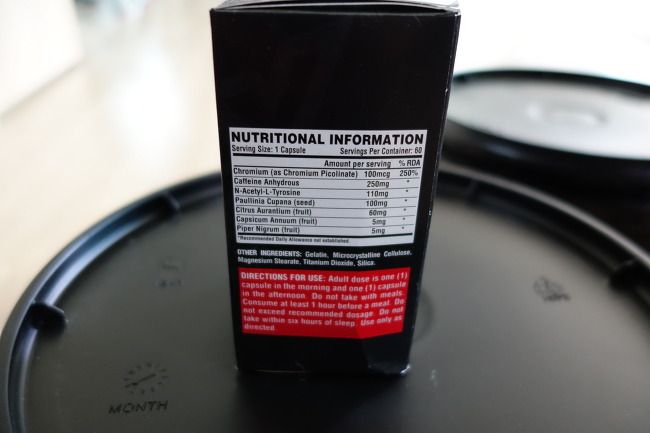 NUTRITIONAL INFORMATION
Serving Size: 1 Capsule Servings Per Container: 60
Amount per serving % RDA
Chromium (as Chromium Picolinate) 100mcg 250%
Caffeine Anhydrous 250mg *
N-Acetyl-L-Tyrosine 110mg *
Paullinia Cupana (seed) 100mg *
Citrus Aurantium (fruit) 60mg *
Capsicum Annuum (fruit) 5mg *
Piper Nigrum (fruit) 5mg *
*Recommended Daily Allowance not established.
OTHER INGREDIENTS: Gelatin, Microcrystalline Cellulose,
Magnesium Stearate, Titanium Dioxide, Silica.
DIRECTIONS FOR USE: Adult dose is one (1)
capsule in the morning and one (1) capsule
in the afternoon. Do not take with meals.
Consume at least 1 hour before a meal. Do
not exceed recommended dosage. Do not
take within six hours of sleep. Use only as
directed
MONTH